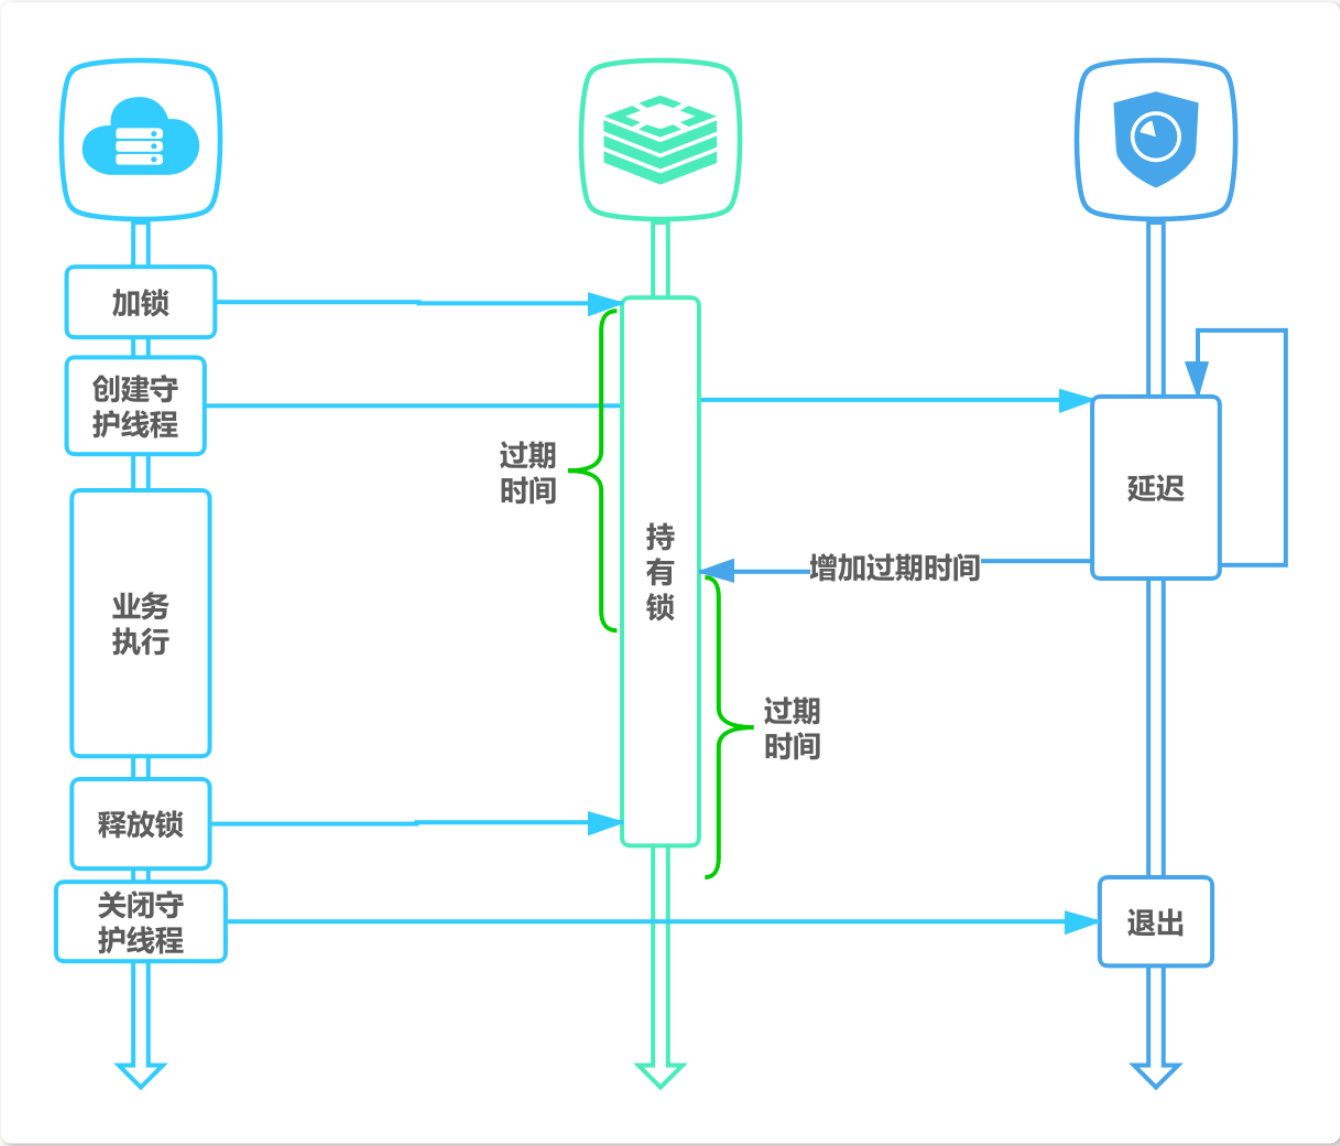 加锁
创建守
护线程
过期
时间
延迟
持
有
锁
增加过期时间
业务
执行
过期
时间
释放锁
关闭守
护线程
退出